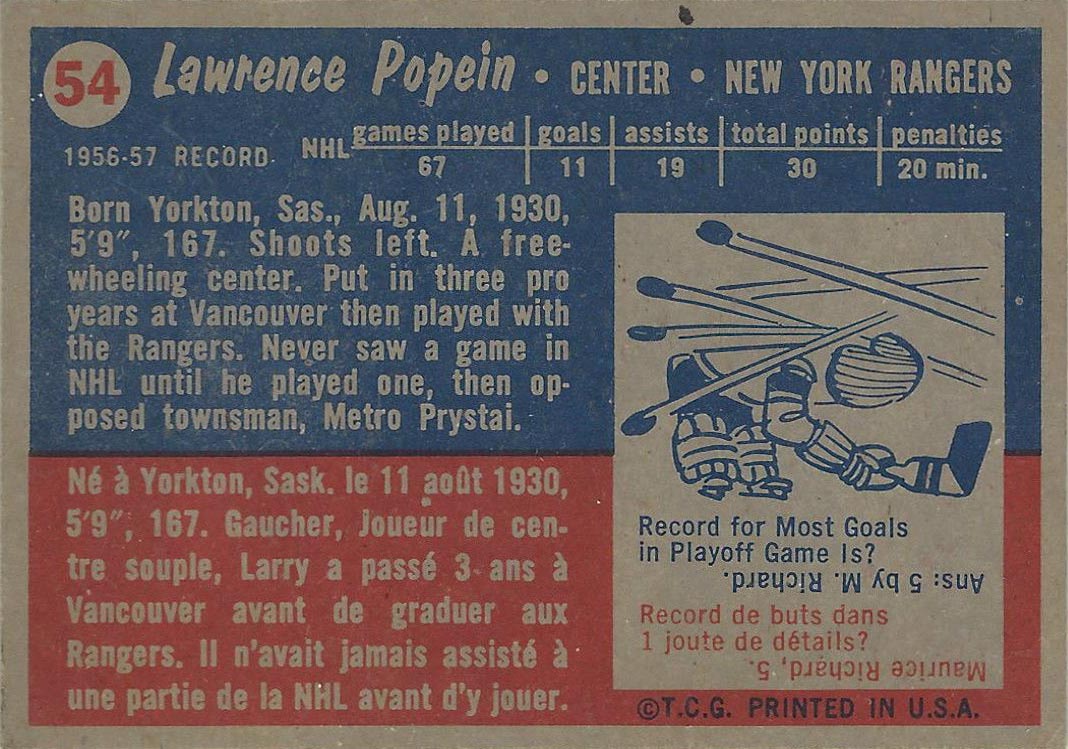 54 Lawrence Popein • CENTER • NEW YORK RANGERS
1956-57 RECORD NHL games played goals assists total points penalties
67 11 19 30 20 min.
Born Yorkton, Sas., Aug. 11, 1930,
5'9", 167. Shoots left. A free-
wheeling center. Put in three pro
years at Vancouver then played with
the Rangers. Never saw a game in
NHL until he played one, then op-
posed townsman, Metro Prystai.
Né à Yorkton, Sask. le 11 août 1930,
5'9", 167. Gaucher, Joueur de cen-
tre souple, Larry a passé 3 ans à
Vancouver avant de graduer aux
Rangers. Il n'avait jamais assisté à
une partie de la NHL avant d'y jouer.
Record for Most Goals
in Playoff Game Is?
Ans: 5 by M. Richard.
Record de buts dans
1 joute de détails?
Maurice Richard, 5.
©T.C.G. PRINTED IN U.S.A.